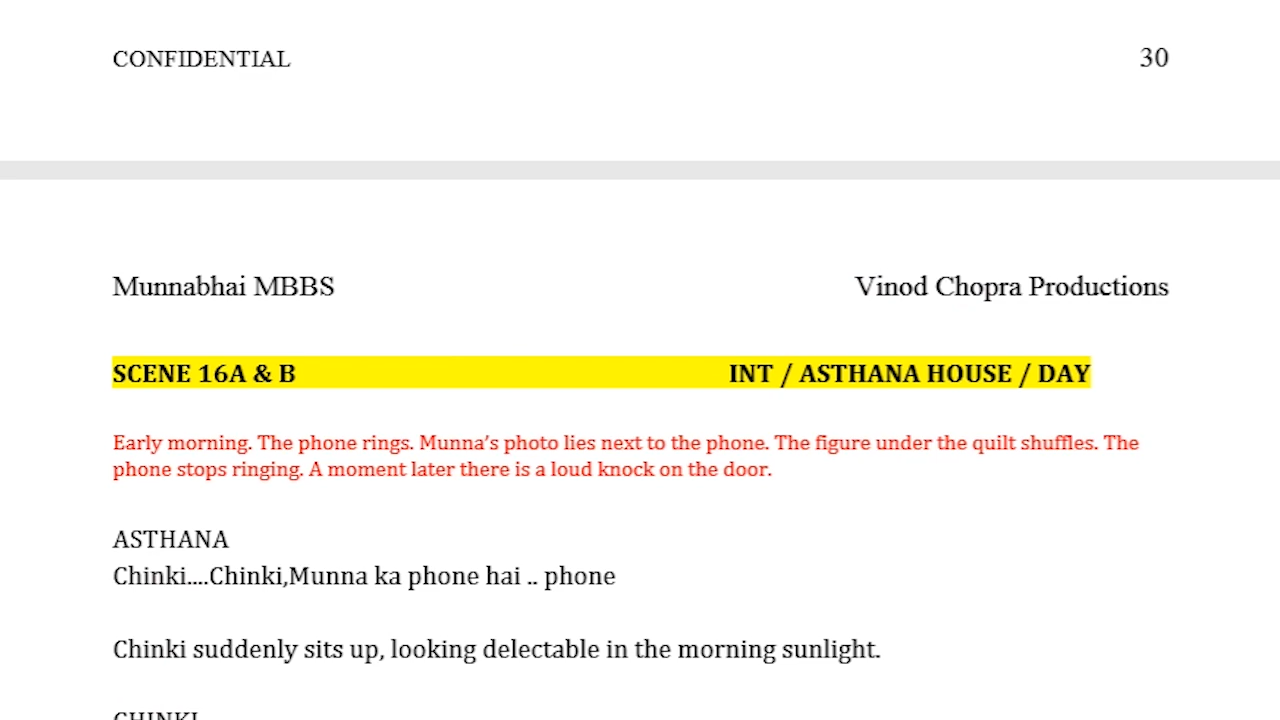 CONFIDENTIAL 30
Munnabhai MBBS Vinod Chopra Productions
SCENE 16A & B INT / ASTHANA HOUSE / DAY
Early morning. The phone rings. Munna’s photo lies next to the phone. The figure under the quilt shuffles. The
phone stops ringing. A moment later there is a loud knock on the door.
ASTHANA
Chinki....Chinki,Munna ka phone hai .. phone
Chinki suddenly sits up, looking delectable in the morning sunlight.
CHINKI